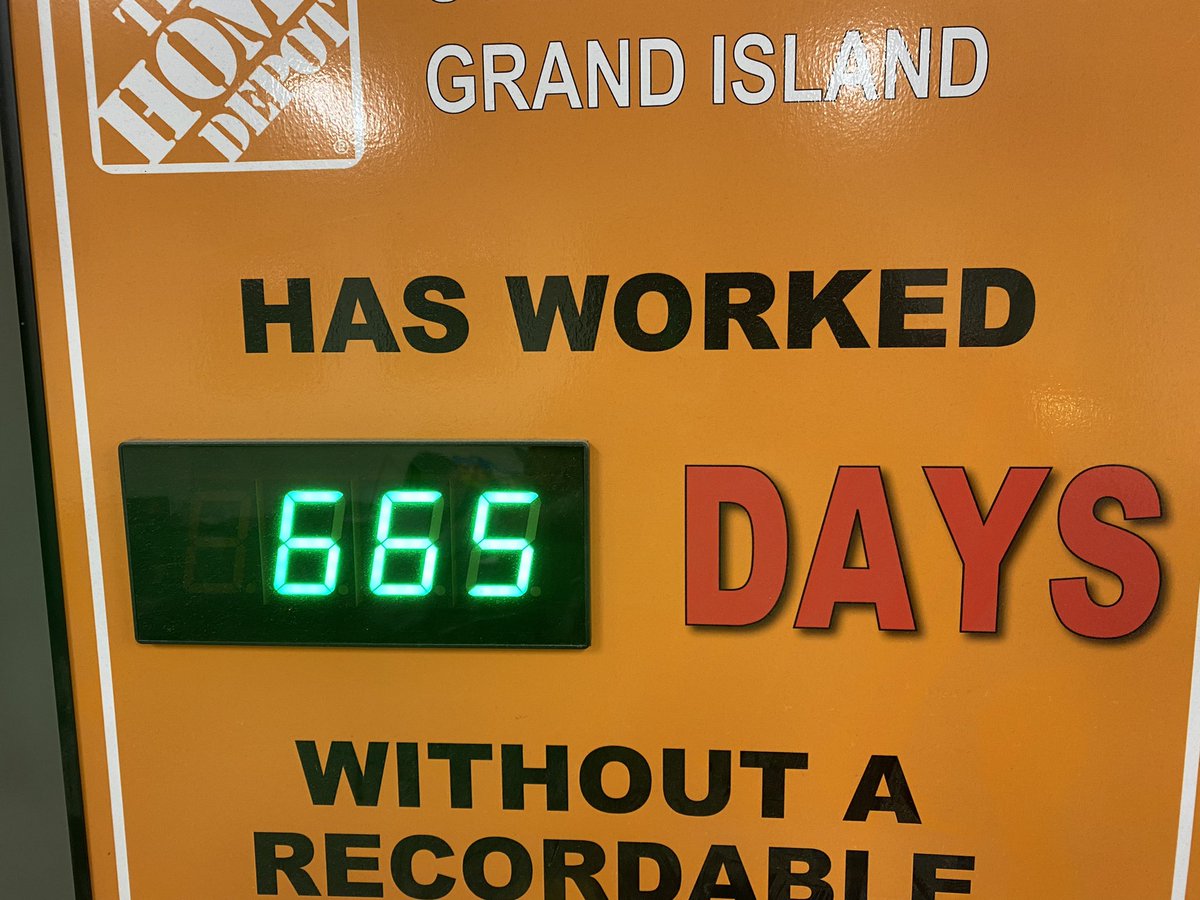 THE
HOME
DEPOT
®
GRAND ISLAND
HAS WORKED
665 DAYS
WITHOUT A
RECORDABLE